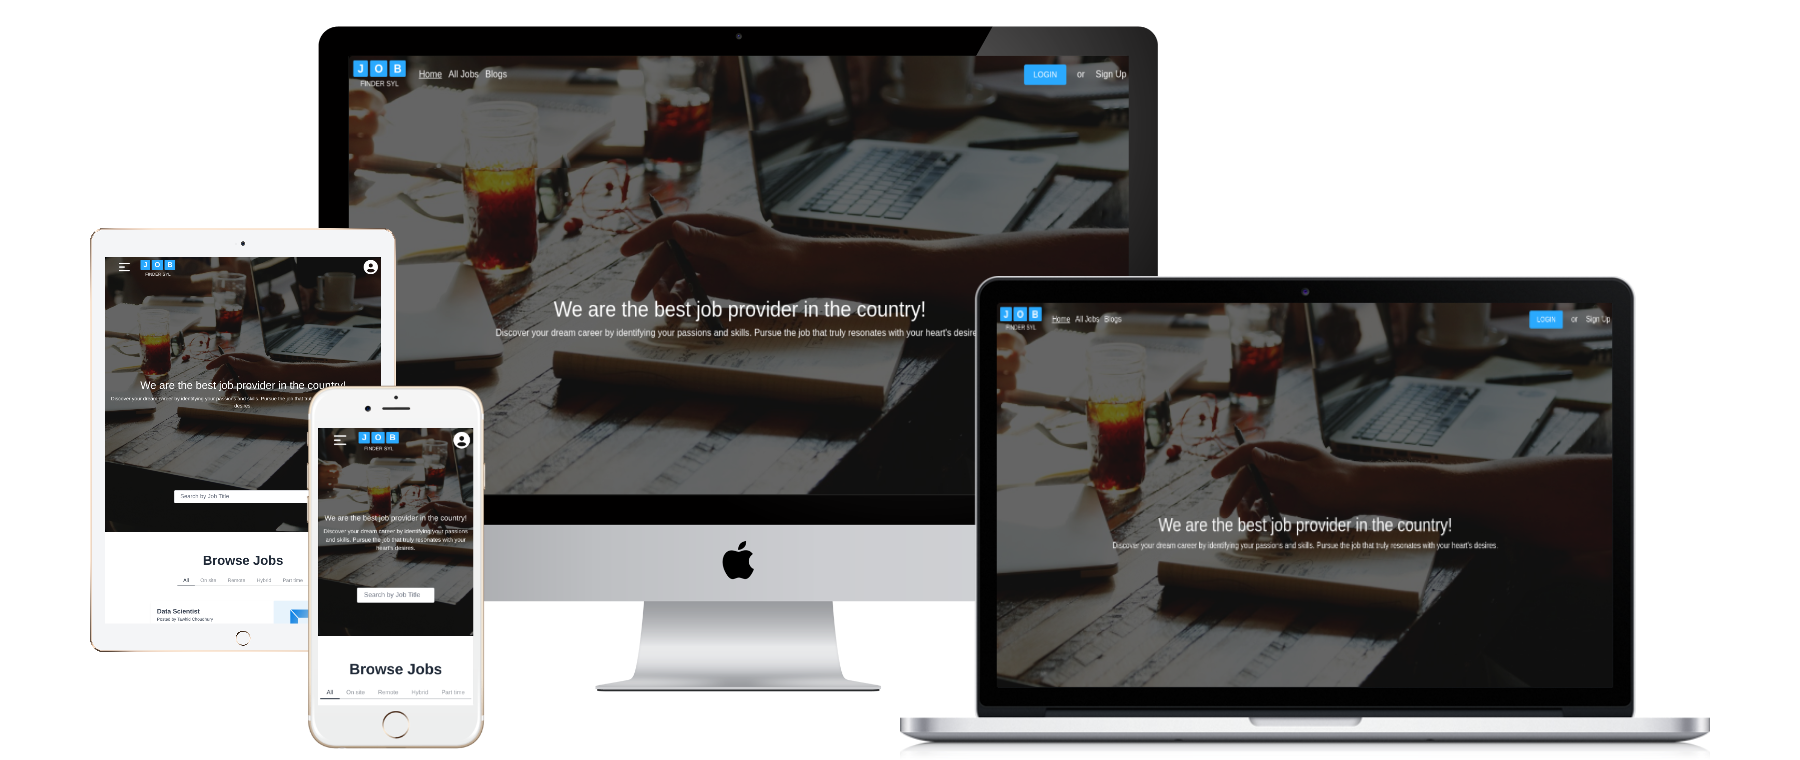 J O B
FINDER SYL
Home All Jobs Blogs
LOGIN or Sign Up
We are the best job provider in the country!
Discover your dream career by identifying your passions and skills. Pursue the job that truly resonates with your heart's desire
J O B
FINDER SYL
We are the best job provider in the country!
Discover your dream career by identifying your passions and skills. Pursue the job that
desires.
Search by Job Title
Browse Jobs
All On site Remote Hybrid Part time
Data Scientist
Posted by Tawhid Choudhury
J O B
FINDER SYL
We are the best job provider in the country!
Discover your dream career by identifying your passions
and skills. Pursue the job that resonates with your
heart's desires.
Search by Job Title
Browse Jobs
All On site Remote Hybrid Part time
J O B
FINDER SYL
Home All Jobs Blogs
LOGIN or Sign Up
We are the best job provider in the country!
Discover your dream career by identifying your passions and skills. Pursue the job that truly resonates with your heart's desires.